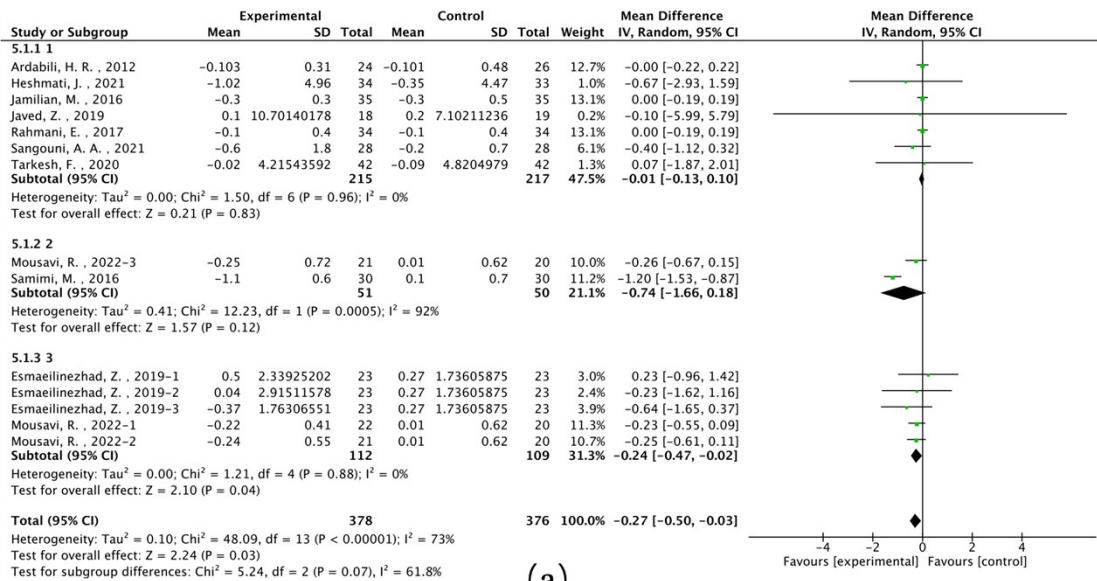 Experimental Control Mean Difference Mean Difference
Study or Subgroup Mean SD Total Mean SD Total Weight IV, Random, 95% CI IV, Random, 95% CI
5.1.1 1
Ardabili, H. R. , 2012 −0.103 0.31 24 −0.101 0.48 26 12.7% −0.00 [−0.22, 0.22]
Heshmati, J. , 2021 −1.02 4.96 34 −0.35 4.47 33 1.0% −0.67 [−2.93, 1.59]
Jamilian, M. , 2016 −0.3 0.3 35 −0.3 0.5 35 13.1% 0.00 [−0.19, 0.19]
Javed, Z. , 2019 0.1 10.70140178 18 0.2 7.10211236 19 0.2% −0.10 [−5.99, 5.79]
Rahmani, E. , 2017 −0.1 0.4 34 −0.1 0.4 34 13.1% 0.00 [−0.19, 0.19]
Sangouni, A. A. , 2021 −0.6 1.8 28 −0.2 0.7 28 6.1% −0.40 [−1.12, 0.32]
Tarkesh, F. , 2020 −0.02 4.21543592 42 −0.09 4.8204979 42 1.4% 0.07 [−1.87, 2.01]
Subtotal (95% CI) 215 217 47.5% −0.01 [−0.13, 0.10]
Heterogeneity: Tau² = 0.00; Chi² = 1.50, df = 6 (P = 0.96); I² = 0%
Test for overall effect: Z = 0.21 (P = 0.83)
5.1.2 2
Mousavi, R. , 2022−3 −0.25 0.72 21 0.01 0.62 20 10.0% −0.26 [−0.67, 0.15]
Samimi, M. , 2016 −1.1 0.6 30 0.1 0.7 30 11.2% −1.20 [−1.53, −0.87]
Subtotal (95% CI) 51 50 21.1% −0.74 [−1.66, 0.18]
Heterogeneity: Tau² = 0.41; Chi² = 12.23, df = 1 (P = 0.0005); I² = 92%
Test for overall effect: Z = 1.57 (P = 0.12)
5.1.3 3
Esmaeilinezhad, Z. , 2019−1 0.5 2.33925202 23 0.27 1.73605875 23 3.0% 0.23 [−0.96, 1.42]
Esmaeilinezhad, Z. , 2019−2 0.04 2.91511578 23 0.27 1.73605875 23 2.4% −0.23 [−1.62, 1.16]
Esmaeilinezhad, Z. , 2019−3 −0.37 1.76306551 23 0.27 1.73605875 23 3.9% −0.64 [−1.65, 0.37]
Mousavi, R. , 2022−1 −0.22 0.41 22 0.01 0.62 20 11.3% −0.23 [−0.55, 0.09]
Mousavi, R. , 2022−2 −0.24 0.55 21 0.01 0.62 20 10.7% −0.25 [−0.61, 0.11]
Subtotal (95% CI) 112 109 31.3% −0.24 [−0.47, −0.02]
Heterogeneity: Tau² = 0.00; Chi² = 1.21, df = 4 (P = 0.88); I² = 0%
Test for overall effect: Z = 2.10 (P = 0.04)
Total (95% CI) 378 376 100.0% −0.27 [−0.50, −0.03]
Heterogeneity: Tau² = 0.10; Chi² = 48.09, df = 13 (P < 0.00001); I² = 73%
Test for overall effect: Z = 2.24 (P = 0.03)
Test for subgroup differences: Chi² = 5.24, df = 2 (P = 0.07), I² = 61.8%
−4 −2 0 2 4
Favours [experimental] Favours [control]
(a)